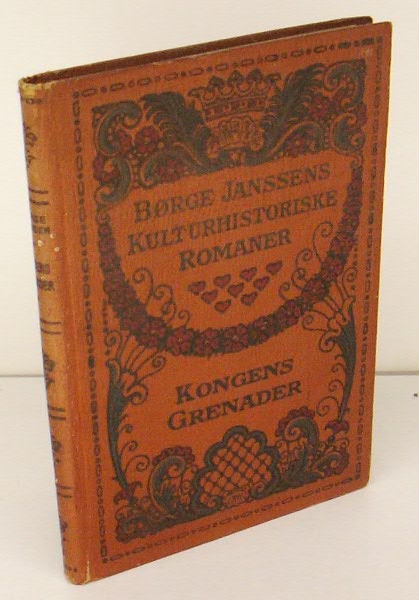 BØRGE JANSSENS
KULTURHISTORISKE
ROMANER
KONGENS
GRENADER